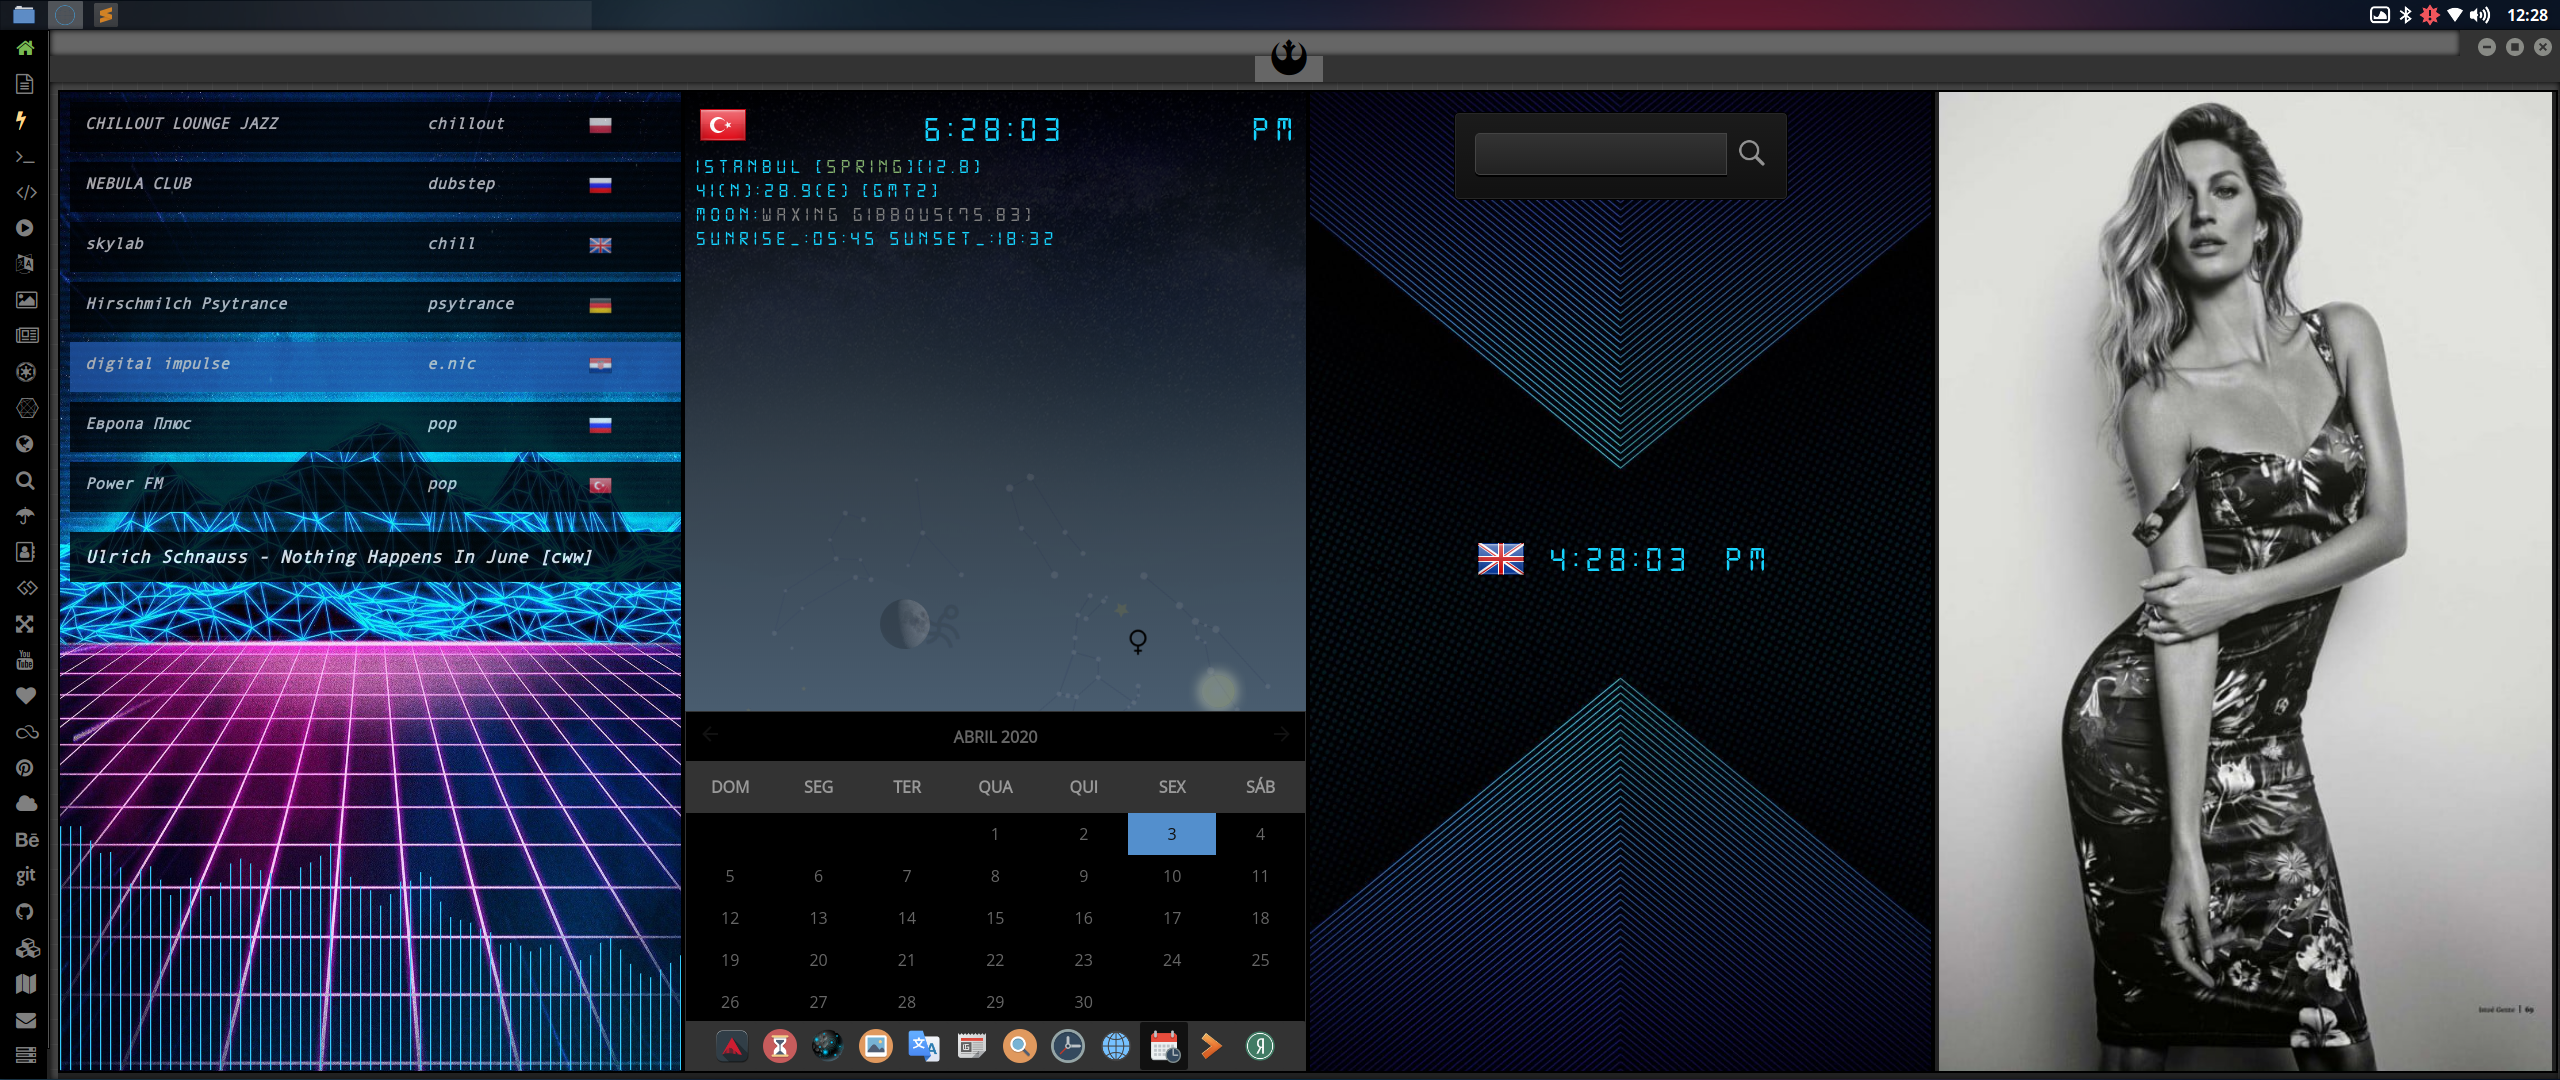 12:28
CHILLOUT LOUNGE JAZZ chillout
NEBULA CLUB dubstep
skylab chill
Hirschmilch Psytrance psytrance
digital impulse e.nic
Европа Плюс pop
Power FM pop
Ulrich Schnauss - Nothing Happens In June [cww]
6:28:03 PM
ISTANBUL [SPRING][12.8]
41(N):28.9(E) [GMT2]
MOON:WAXING GIBBOUS[75.83]
SUNRISE_:05:45 SUNSET_:18:32
ABRIL 2020
DOM SEG TER QUA QUI SEX SÁB
1 2 3 4
5 6 7 8 9 10 11
12 13 14 15 16 17 18
19 20 21 22 23 24 25
26 27 28 29 30
4:28:03 PM
You
Tube
Bē
git
Я